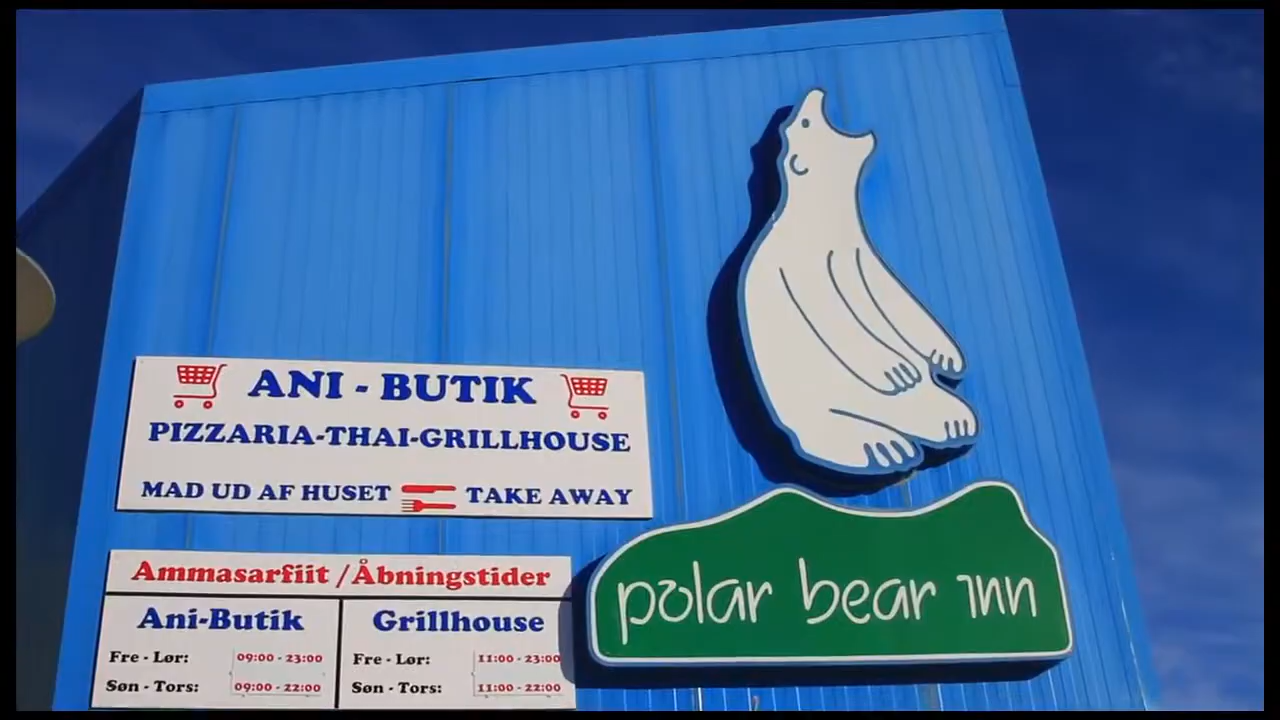 ANI - BUTIK
PIZZARIA-THAI-GRILLHOUSE
MAD UD AF HUSET TAKE AWAY
Ammasarfiit / Åbningstider
Ani-Butik
Fre - Lør: 09:00 - 23:00
Søn - Tors: 09:00 - 22:00
Grillhouse
Fre - Lør: 11:00 - 23:00
Søn - Tors: 11:00 - 22:00
polar bear inn